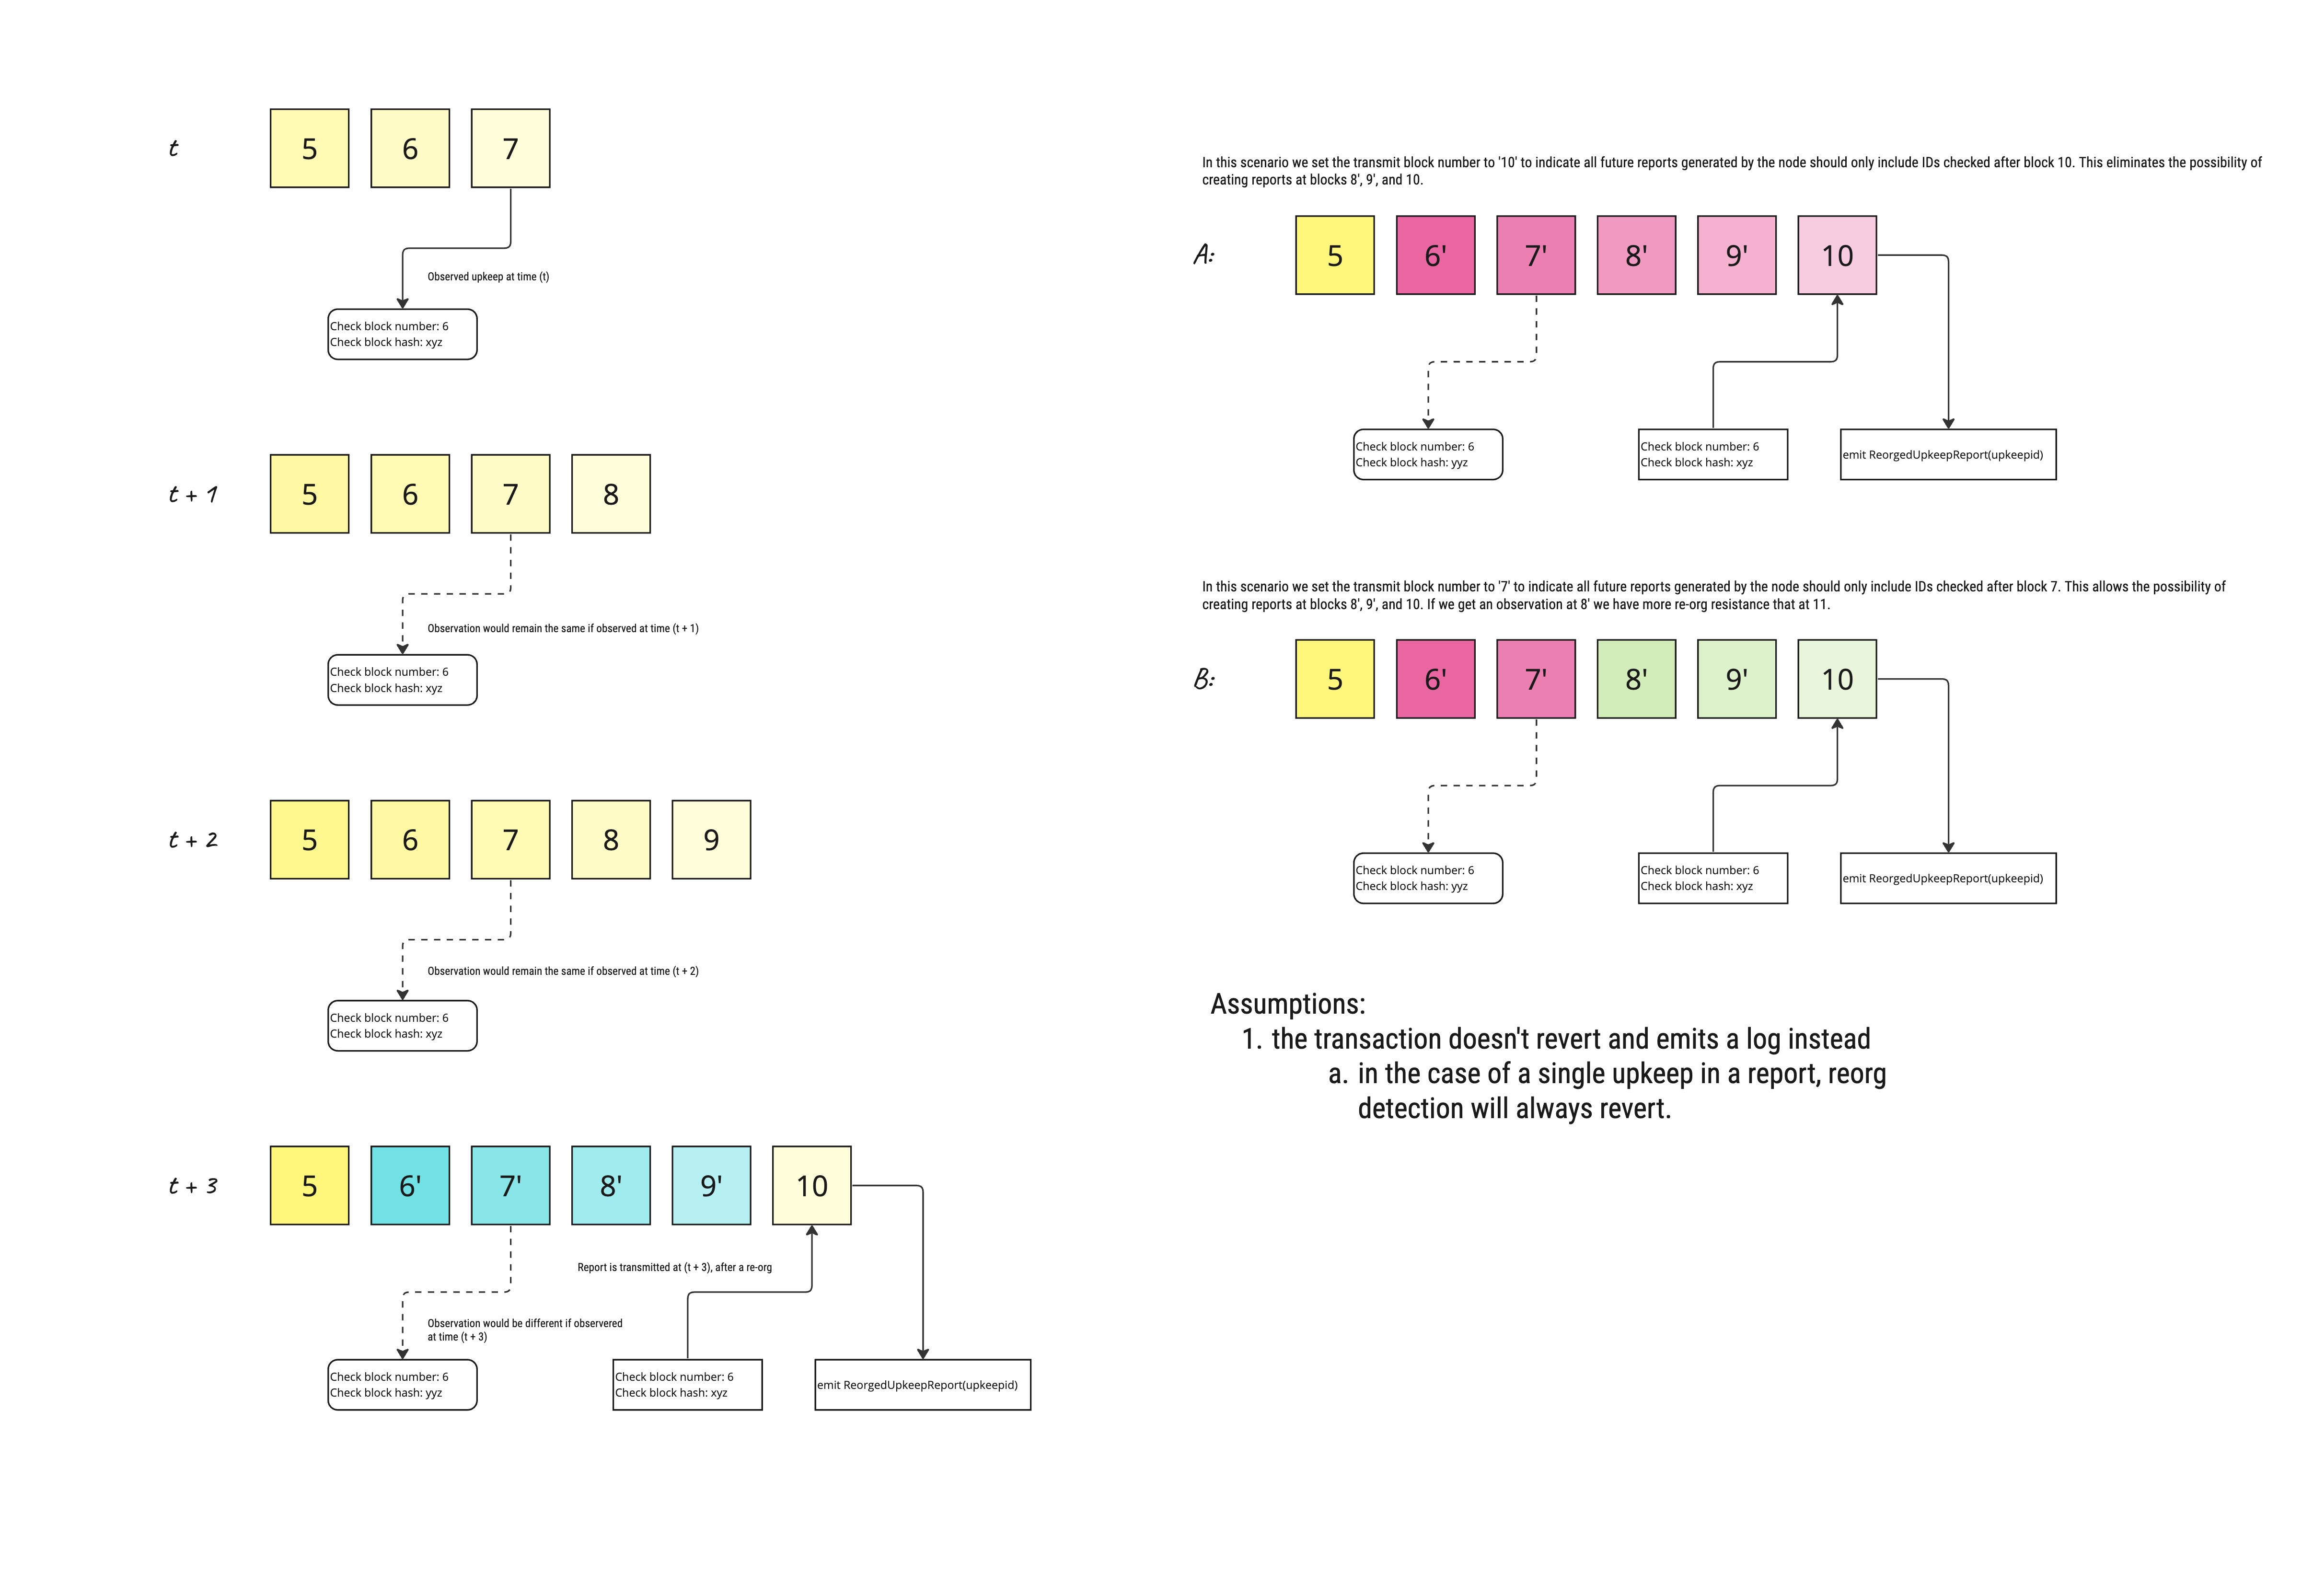 t
5 6 7
Observed upkeep at time (t)
Check block number: 6
Check block hash: xyz
t + 1
5 6 7 8
Observation would remain the same if observed at time (t + 1)
Check block number: 6
Check block hash: xyz
t + 2
5 6 7 8 9
Observation would remain the same if observed at time (t + 2)
Check block number: 6
Check block hash: xyz
t + 3
5 6' 7' 8' 9' 10
Report is transmitted at (t + 3), after a re-org
Observation would be different if observered
at time (t + 3)
Check block number: 6
Check block hash: yyz
Check block number: 6
Check block hash: xyz
emit ReorgedUpkeepReport(upkeepid)
In this scenario we set the transmit block number to '10' to indicate all future reports generated by the node should only include IDs checked after block 10. This eliminates the possibility of
creating reports at blocks 8', 9', and 10.
A:
5 6' 7' 8' 9' 10
Check block number: 6
Check block hash: yyz
Check block number: 6
Check block hash: xyz
emit ReorgedUpkeepReport(upkeepid)
In this scenario we set the transmit block number to '7' to indicate all future reports generated by the node should only include IDs checked after block 7. This allows the possibility of
creating reports at blocks 8', 9', and 10. If we get an observation at 8' we have more re-org resistance that at 11.
B:
5 6' 7' 8' 9' 10
Check block number: 6
Check block hash: yyz
Check block number: 6
Check block hash: xyz
emit ReorgedUpkeepReport(upkeepid)
Assumptions:
1. the transaction doesn't revert and emits a log instead
a. in the case of a single upkeep in a report, reorg
detection will always revert.